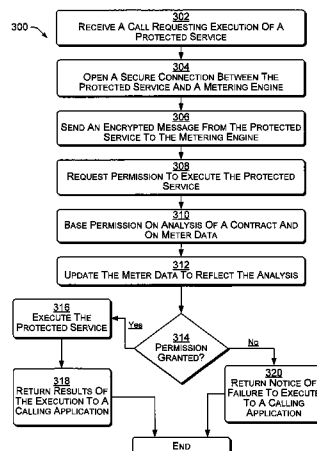 300
302
RECEIVE A CALL REQUESTING EXECUTION OF A
PROTECTED SERVICE
304
OPEN A SECURE CONNECTION BETWEEN THE
PROTECTED SERVICE AND A METERING ENGINE
306
SEND AN ENCRYPTED MESSAGE FROM THE PROTECTED
SERVICE TO THE METERING ENGINE
308
REQUEST PERMISSION TO EXECUTE THE PROTECTED
SERVICE
310
BASE PERMISSION ON ANALYSIS OF A CONTRACT AND
ON METER DATA
312
UPDATE THE METER DATA TO REFLECT THE ANALYSIS
314
PERMISSION
GRANTED?
Yes
No
316
EXECUTE THE
PROTECTED SERVICE
318
RETURN RESULTS OF
THE EXECUTION TO A
CALLING APPLICATION
320
RETURN NOTICE OF
FAILURE TO EXECUTE
TO A CALLING
APPLICATION
END